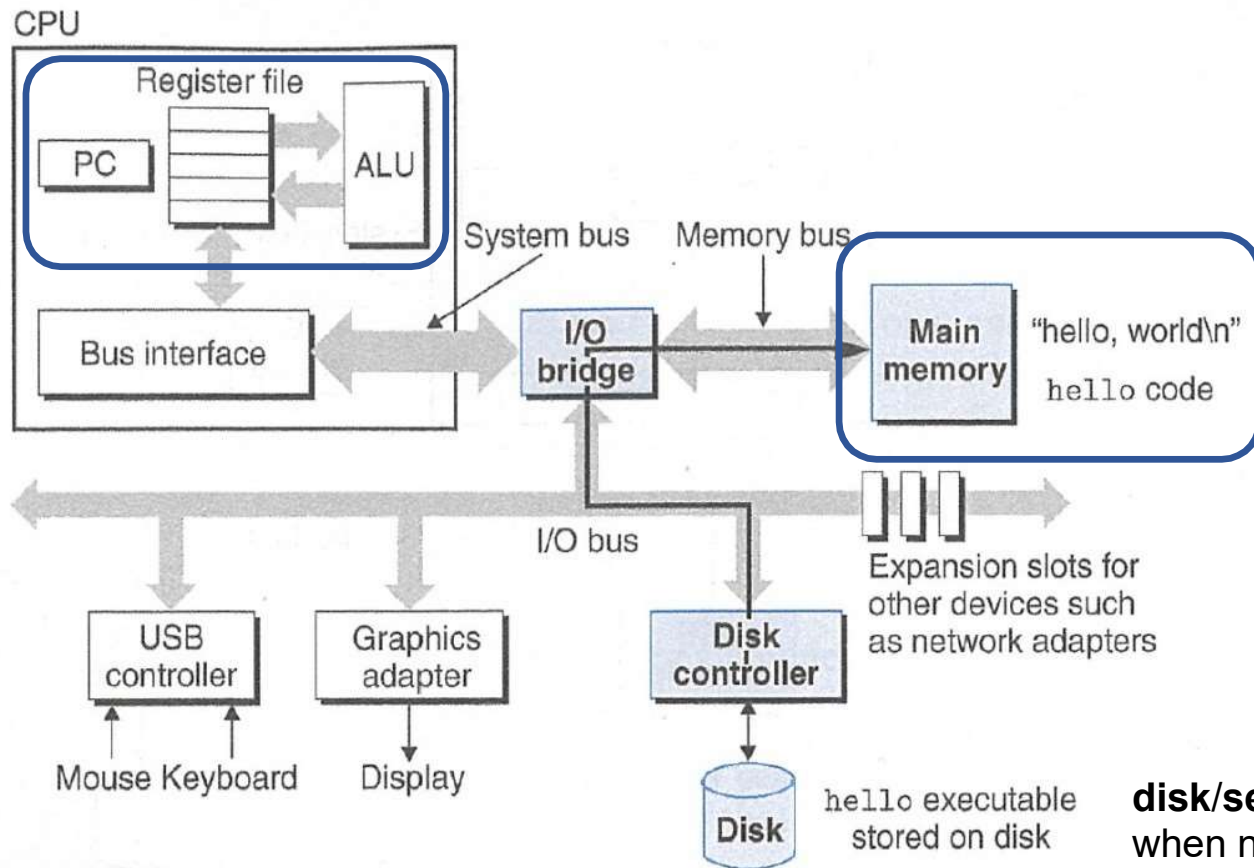 CPU
Register file
PC
ALU
System bus
Memory bus
Bus interface
I/O
bridge
Main
memory
"hello, world\n"
hello code
I/O bus
Expansion slots for
other devices such
as network adapters
USB
controller
Graphics
adapter
Disk
controller
Mouse Keyboard
Display
Disk
hello executable
stored on disk
disk/se
when n